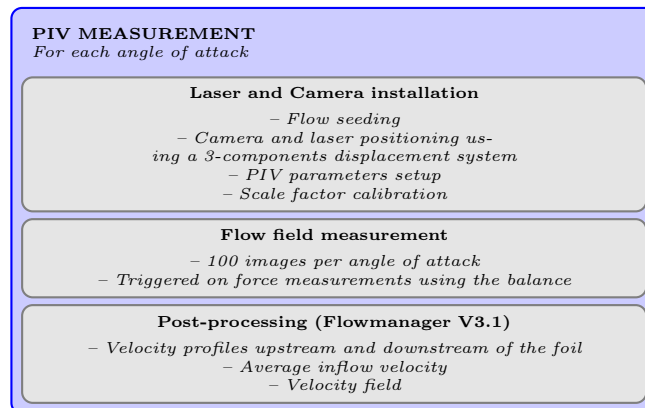 PIV MEASUREMENT
For each angle of attack
Laser and Camera installation
– Flow seeding
– Camera and laser positioning us-
ing a 3-components displacement system
– PIV parameters setup
– Scale factor calibration
Flow field measurement
– 100 images per angle of attack
– Triggered on force measurements using the balance
Post-processing (Flowmanager V3.1)
– Velocity profiles upstream and downstream of the foil
– Average inflow velocity
– Velocity field